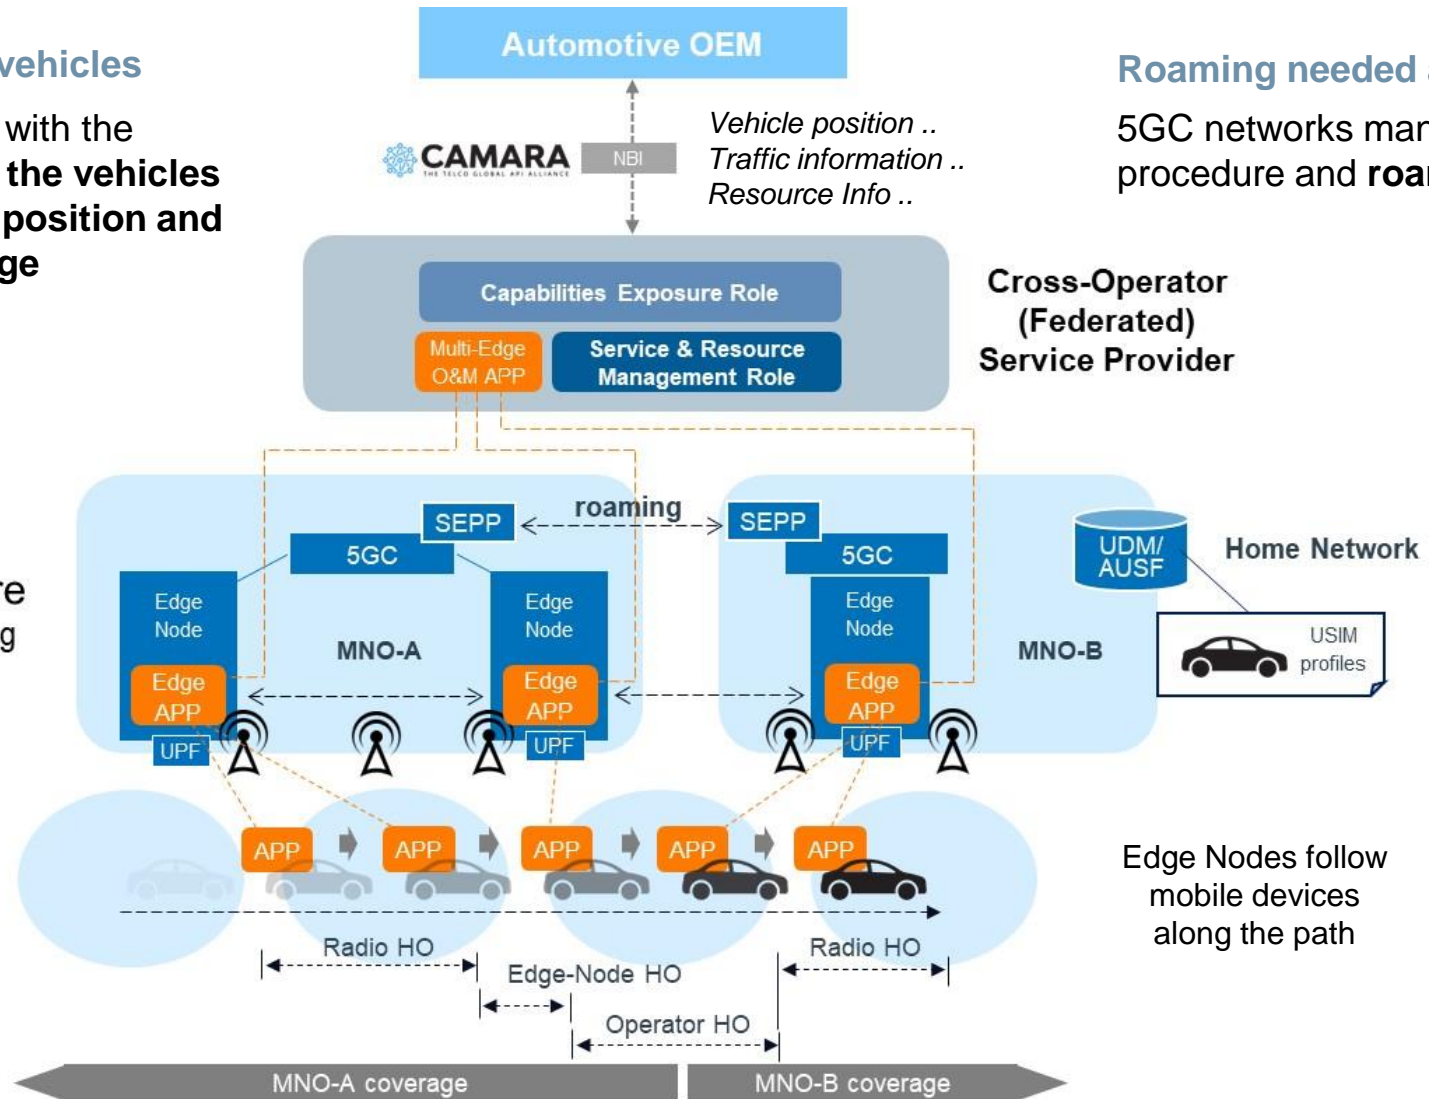 Automotive OEM
vehicles
with the
the vehicles
position and
ge
CAMARA
THE TELCO GLOBAL API ALLIANCE
NBI
Vehicle position ..
Traffic information ..
Resource Info ..
Roaming needed a
5GC networks man
procedure and roar
Capabilities Exposure Role
Multi-Edge
O&M APP
Service & Resource
Management Role
Cross-Operator
(Federated)
Service Provider
SEPP
roaming
SEPP
5GC
5GC
UDM/
AUSF
Home Network
re
g
Edge
Node
MNO-A
Edge
Node
Edge
Node
MNO-B
USIM
profiles
Edge
APP
Edge
APP
Edge
APP
UPF
UPF
UPF
APP
APP
APP
APP
APP
Edge Nodes follow
mobile devices
along the path
Radio HO
Edge-Node HO
Operator HO
Radio HO
MNO-A coverage
MNO-B coverage